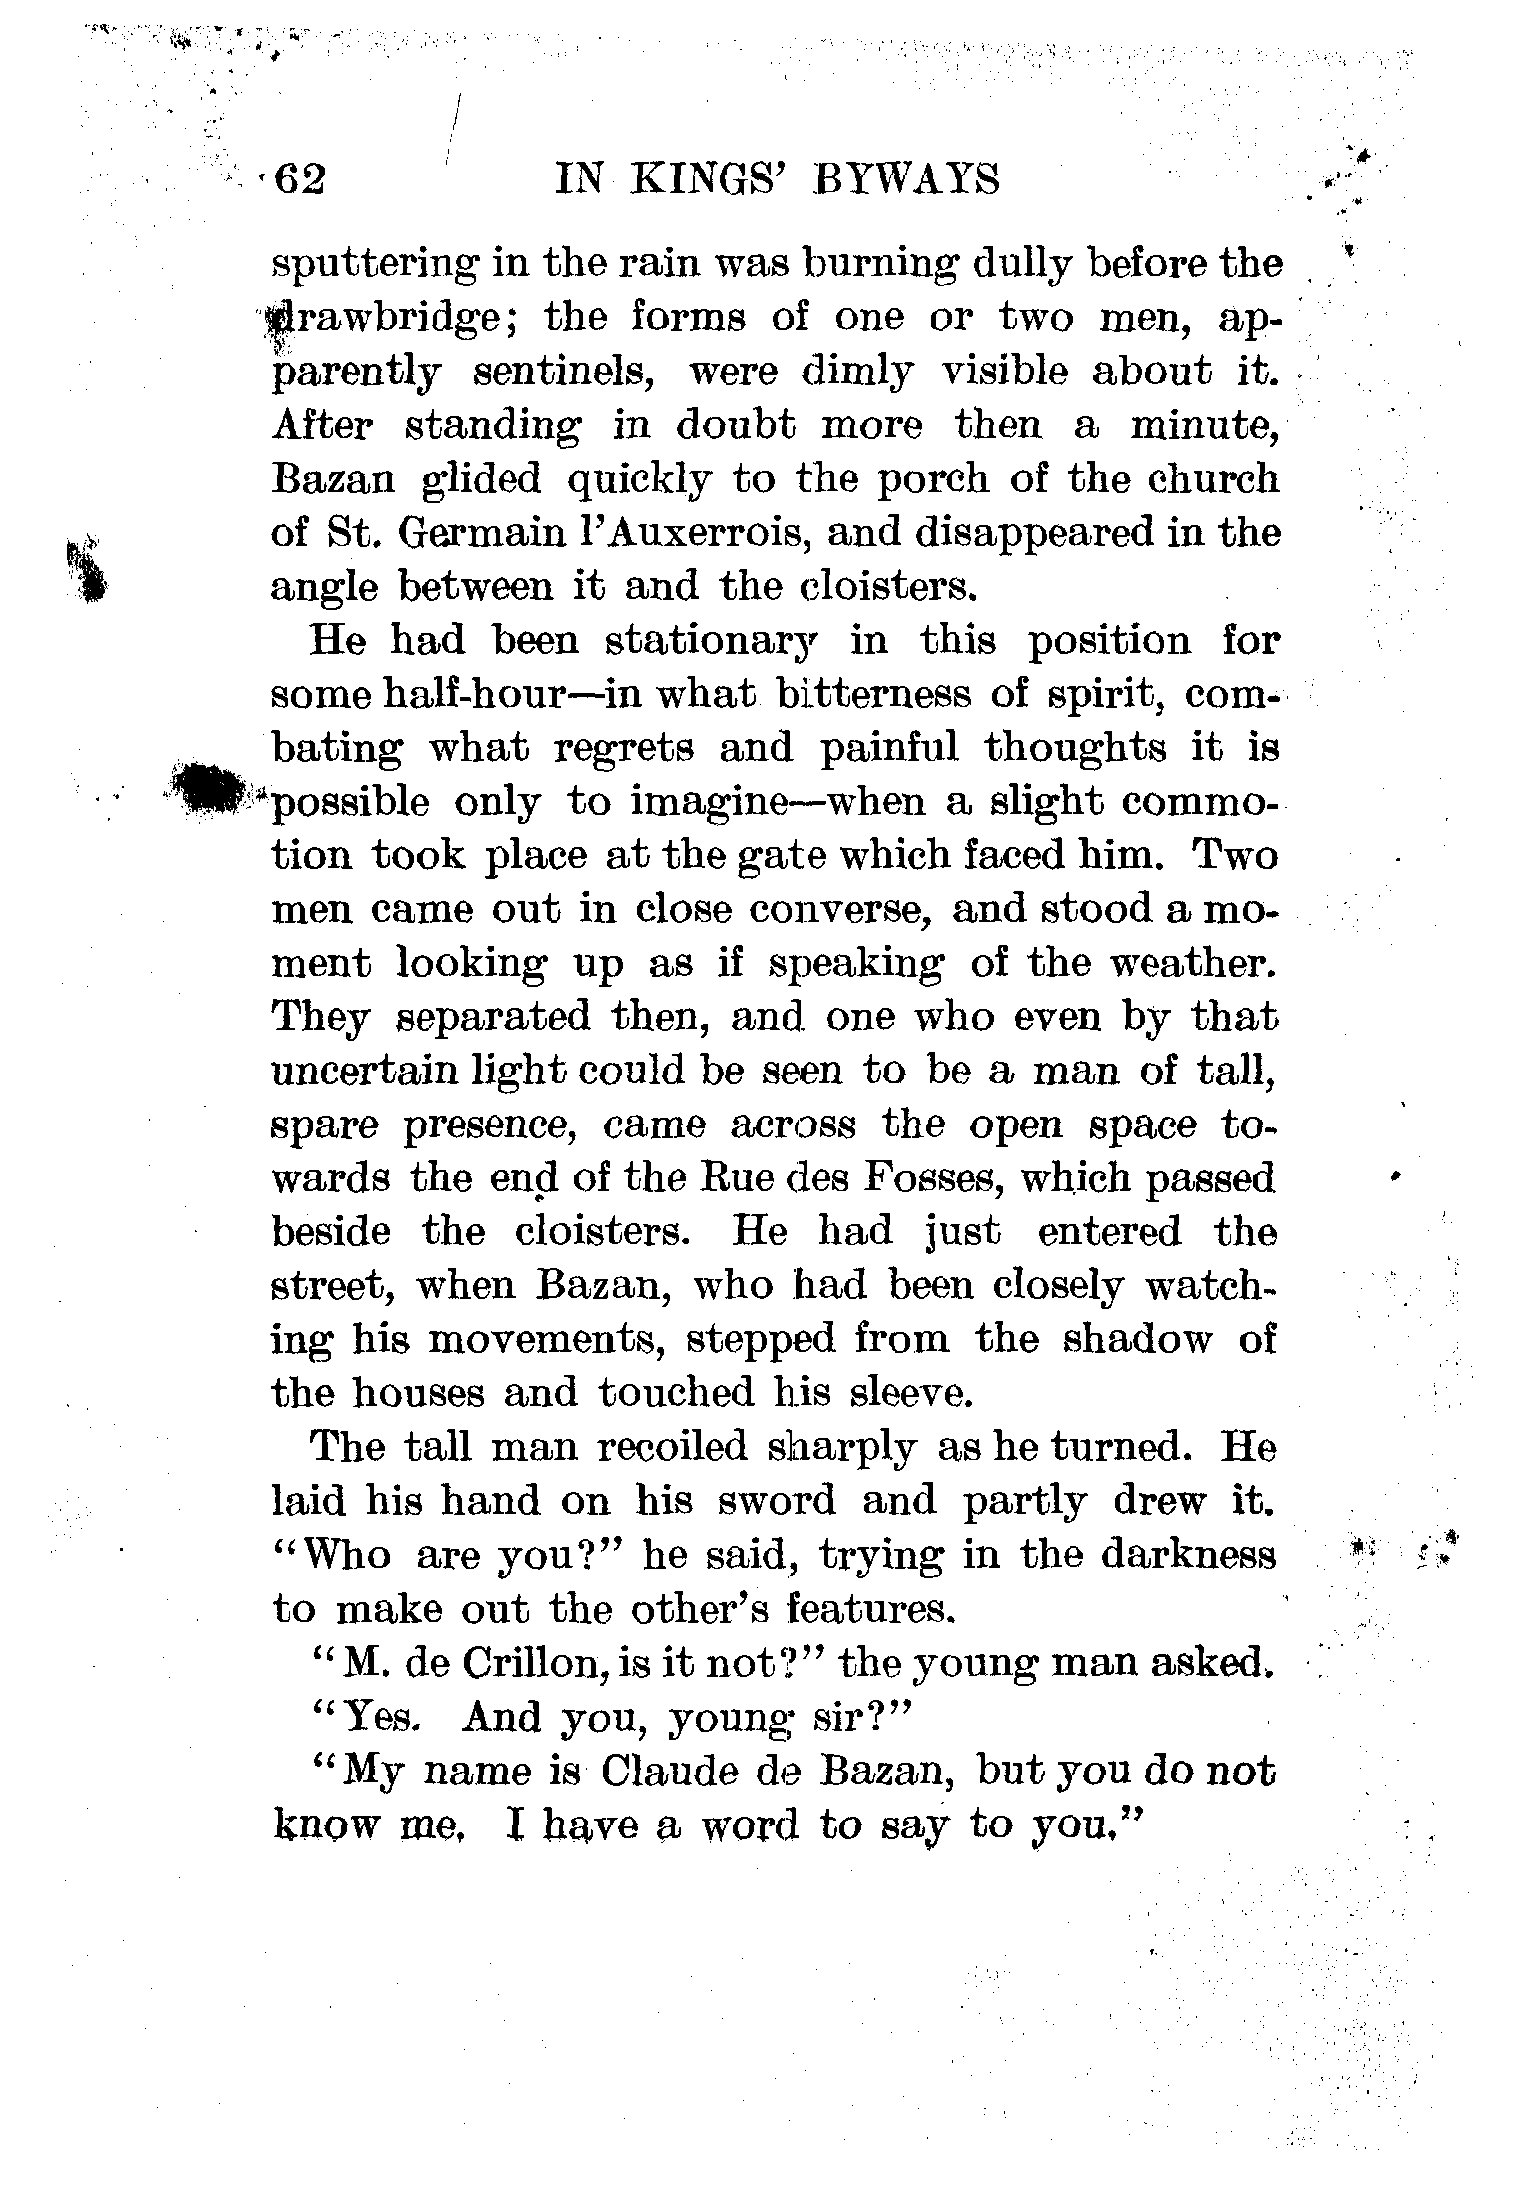 62 IN KINGS' BYWAYS
sputtering in the rain was burning dully before the
drawbridge; the forms of one or two men, ap-
parently sentinels, were dimly visible about it.
After standing in doubt more then a minute,
Bazan glided quickly to the porch of the church
of St. Germain l'Auxerrois, and disappeared in the
angle between it and the cloisters.
He had been stationary in this position for
some half-hour—in what bitterness of spirit, com-
bating what regrets and painful thoughts it is
possible only to imagine—when a slight commo-
tion took place at the gate which faced him. Two
men came out in close converse, and stood a mo-
ment looking up as if speaking of the weather.
They separated then, and one who even by that
uncertain light could be seen to be a man of tall,
spare presence, came across the open space to-
wards the end of the Rue des Fosses, which passed
beside the cloisters. He had just entered the
street, when Bazan, who had been closely watch-
ing his movements, stepped from the shadow of
the houses and touched his sleeve.
The tall man recoiled sharply as he turned. He
laid his hand on his sword and partly drew it.
"Who are you?" he said, trying in the darkness
to make out the other's features.
"M. de Crillon, is it not?" the young man asked.
"Yes. And you, young sir?"
"My name is Claude de Bazan, but you do not
know me. I have a word to say to you."